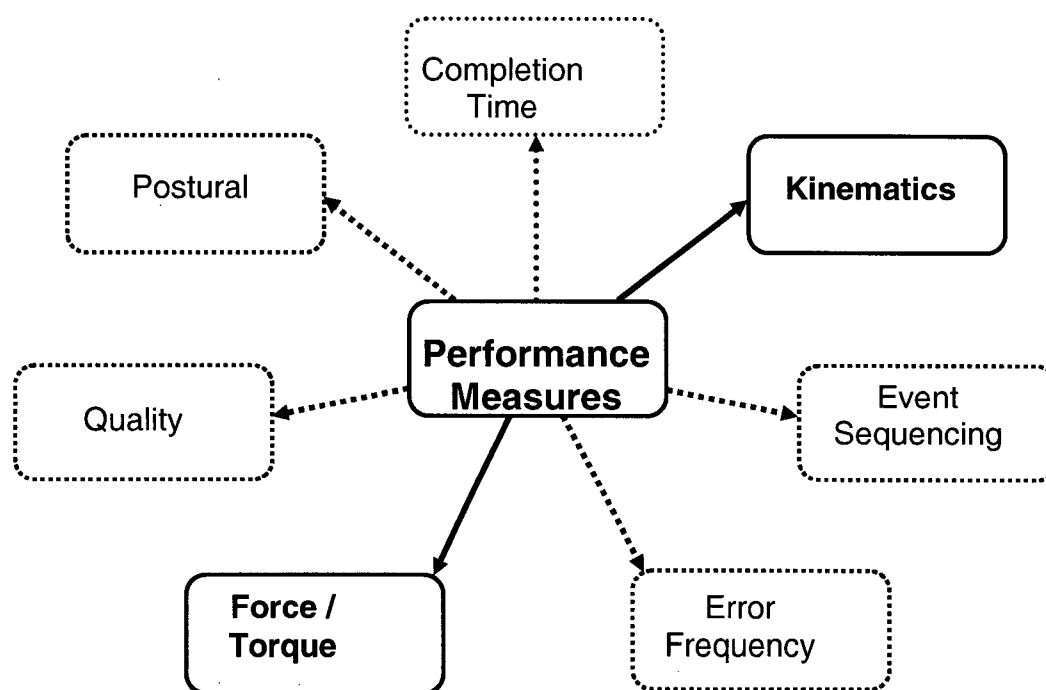 Completion
Time
Postural
Kinematics
Performance
Measures
Quality
Event
Sequencing
Force /
Torque
Error
Frequency